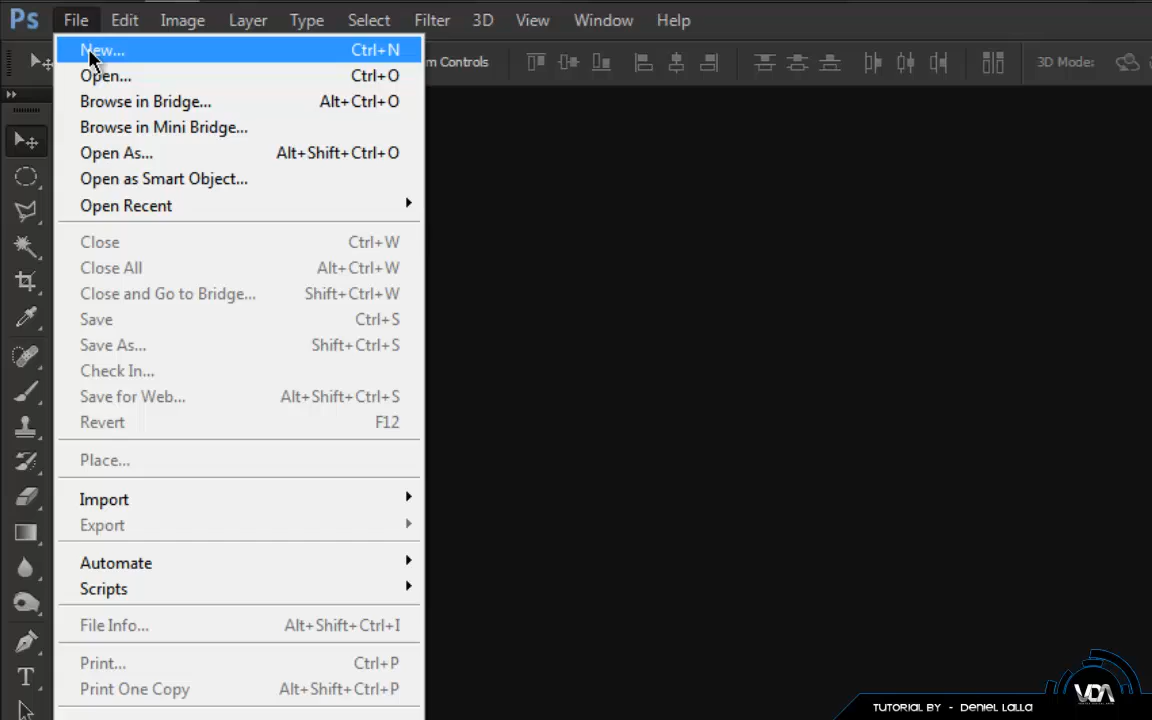 Ps File Edit Image Layer Type Select Filter 3D View Window Help
New... Ctrl+N
m Controls 3D Mode:
Open... Ctrl+O
Browse in Bridge... Alt+Ctrl+O
Browse in Mini Bridge...
Open As... Alt+Shift+Ctrl+O
Open as Smart Object...
Open Recent
Close Ctrl+W
Close All Alt+Ctrl+W
Close and Go to Bridge... Shift+Ctrl+W
Save Ctrl+S
Save As... Shift+Ctrl+S
Check In...
Save for Web... Alt+Shift+Ctrl+S
Revert F12
Place...
Import
Export
Automate
Scripts
File Info... Alt+Shift+Ctrl+I
Print... Ctrl+P
Print One Copy Alt+Shift+Ctrl+P
T
VDA
TUTORIAL BY - DENIEL LALLA